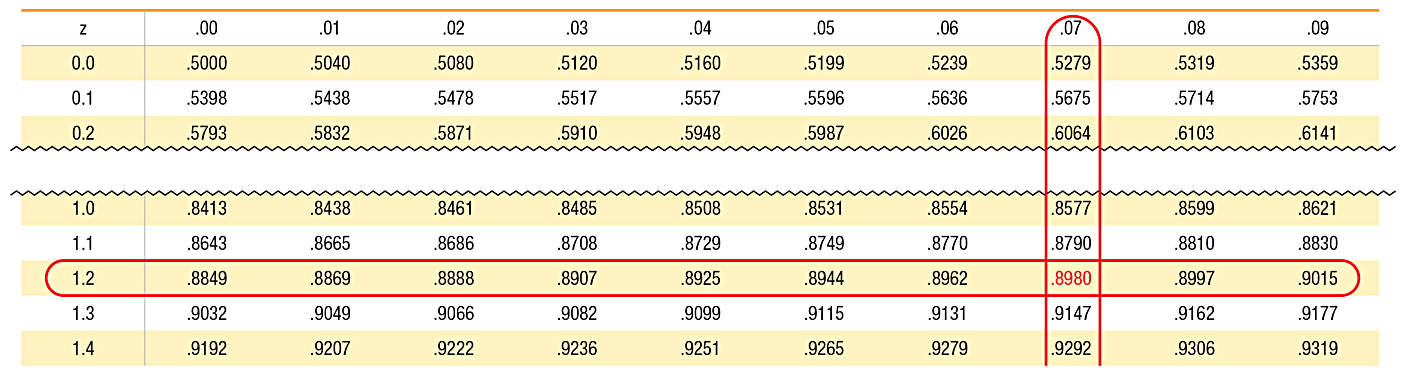 z .00 .01 .02 .03 .04 .05 .06 .07 .08 .09
0.0 .5000 .5040 .5080 .5120 .5160 .5199 .5239 .5279 .5319 .5359
0.1 .5398 .5438 .5478 .5517 .5557 .5596 .5636 .5675 .5714 .5753
0.2 .5793 .5832 .5871 .5910 .5948 .5987 .6026 .6064 .6103 .6141
1.0 .8413 .8438 .8461 .8485 .8508 .8531 .8554 .8577 .8599 .8621
1.1 .8643 .8665 .8686 .8708 .8729 .8749 .8770 .8790 .8810 .8830
1.2 .8849 .8869 .8888 .8907 .8925 .8944 .8962 .8980 .8997 .9015
1.3 .9032 .9049 .9066 .9082 .9099 .9115 .9131 .9147 .9162 .9177
1.4 .9192 .9207 .9222 .9236 .9251 .9265 .9279 .9292 .9306 .9319